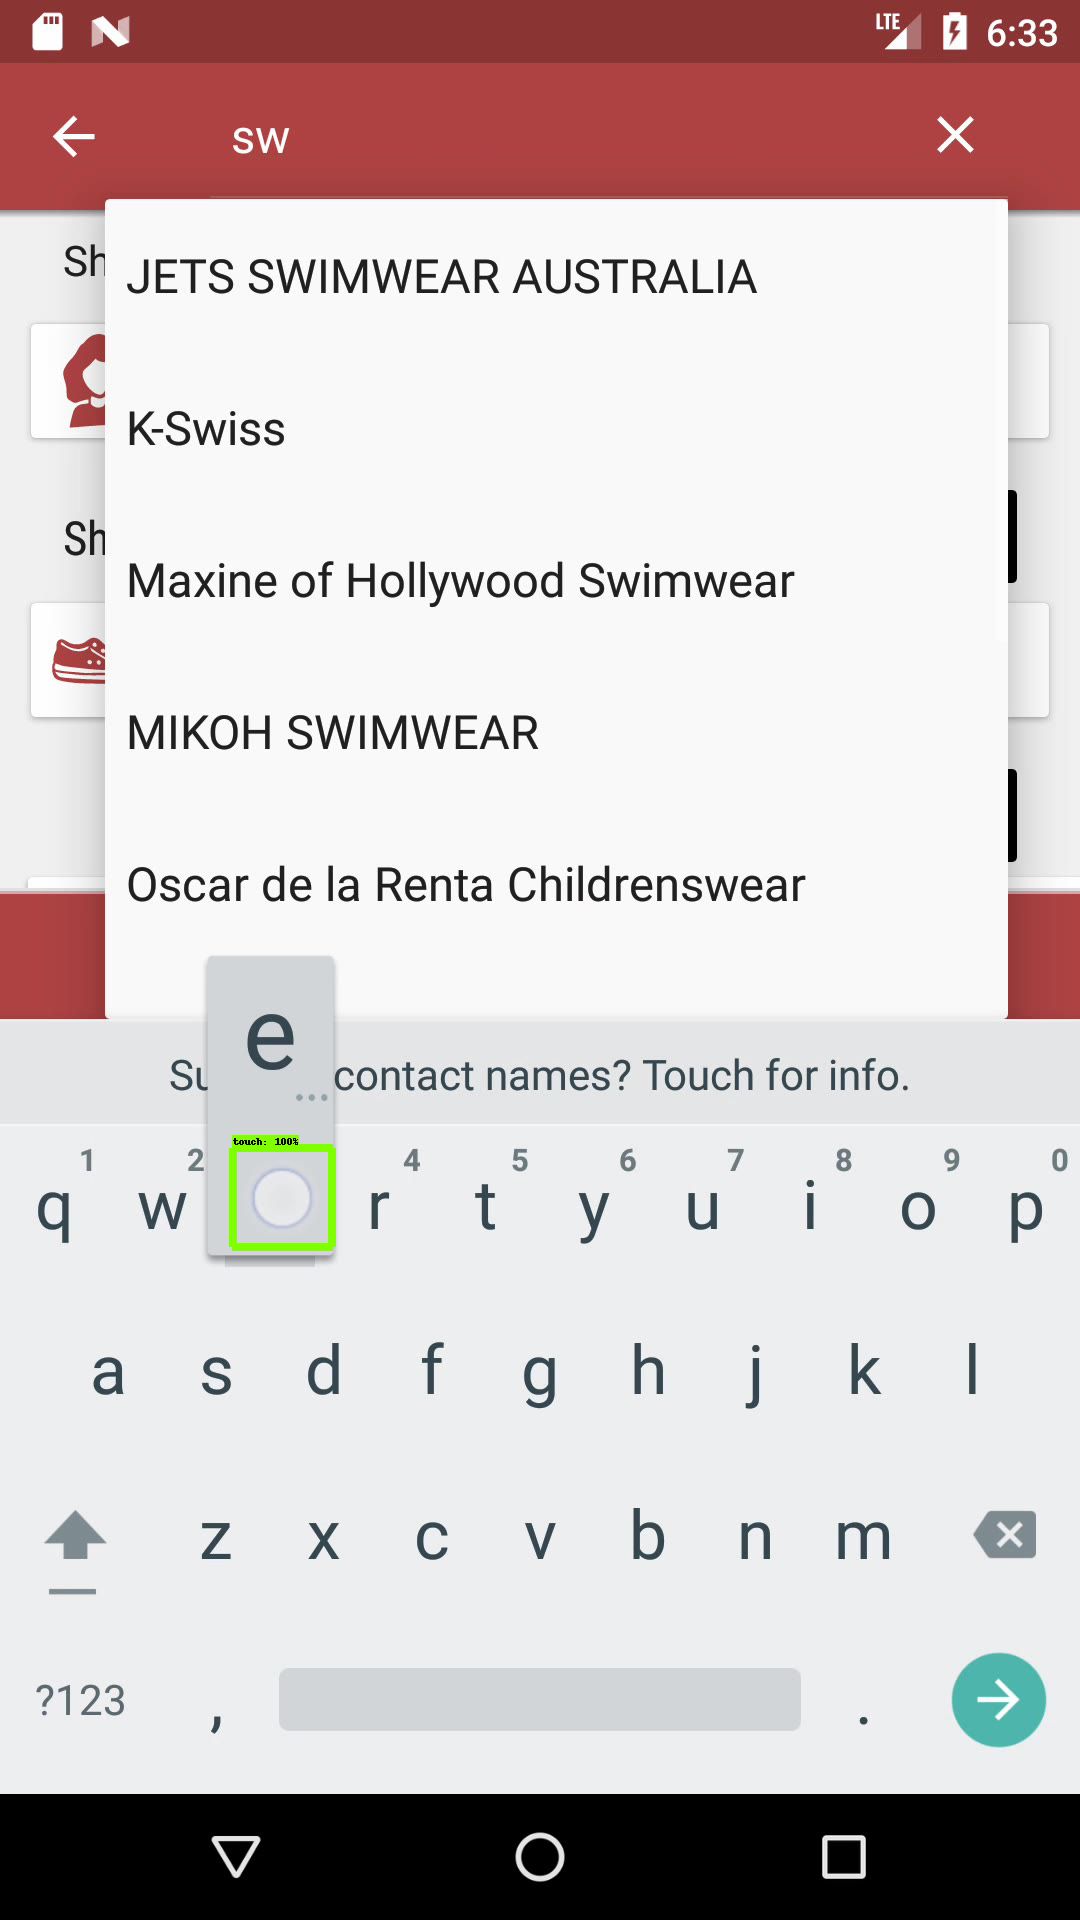 LTE 6:33
sw
Sh
JETS SWIMWEAR AUSTRALIA
K-Swiss
Sh
Maxine of Hollywood Swimwear
MIKOH SWIMWEAR
Oscar de la Renta Childrenswear
e
...
Su contact names? Touch for info.
touch: 100%
1 2 4 5 6 7 8 9 0
q w r t y u i o p
a s d f g h j k l
z x c v b n m
?123 , .